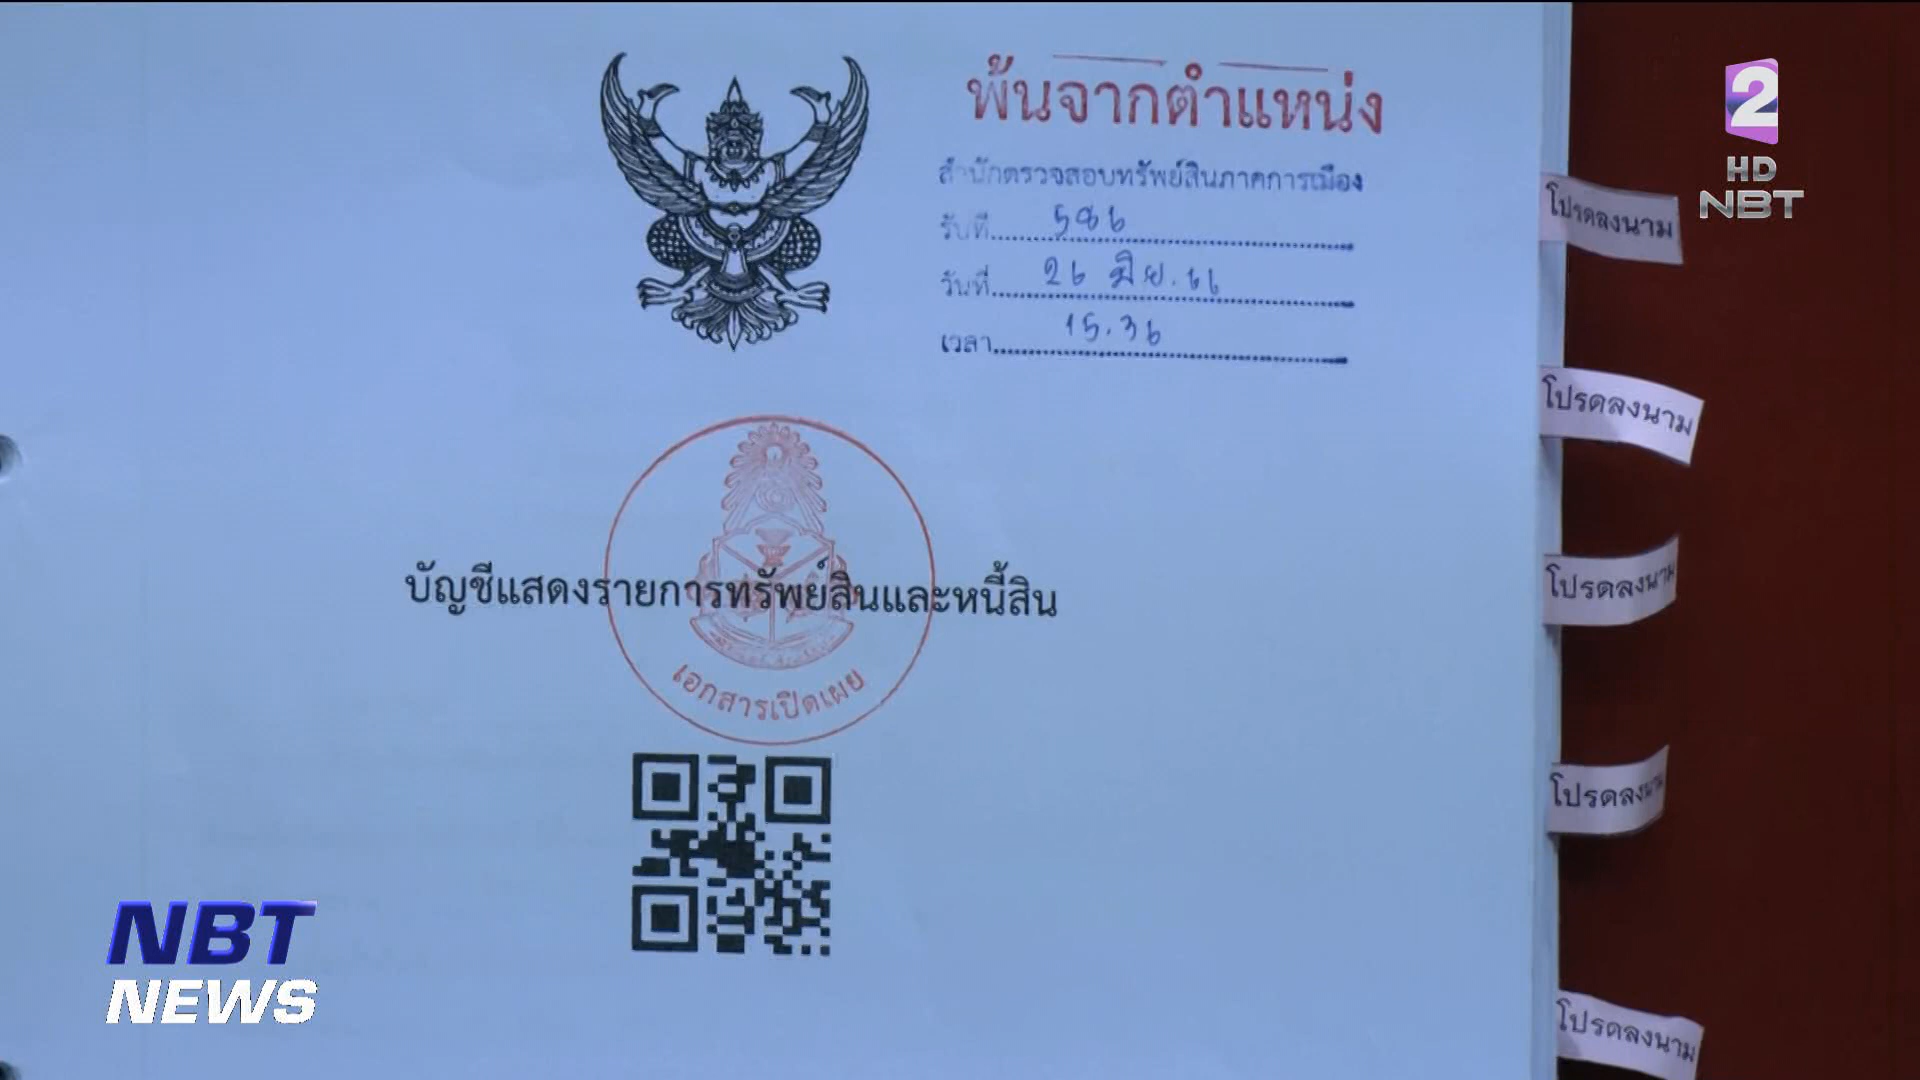 พ้นจากตำแหน่ง
สำนักตรวจสอบทรัพย์สินภาคการเมือง
รับที่ 586
วันที่ 26 มิย. 66
เวลา 15.36
บัญชีแสดงรายการทรัพย์สินและหนี้สิน
เอกสารเปิดเผย
โปรดลงนาม
โปรดลงนาม
โปรดลงนาม
โปรดลงนาม
โปรดลงนาม
2
HD
NBT
NBT
NEWS